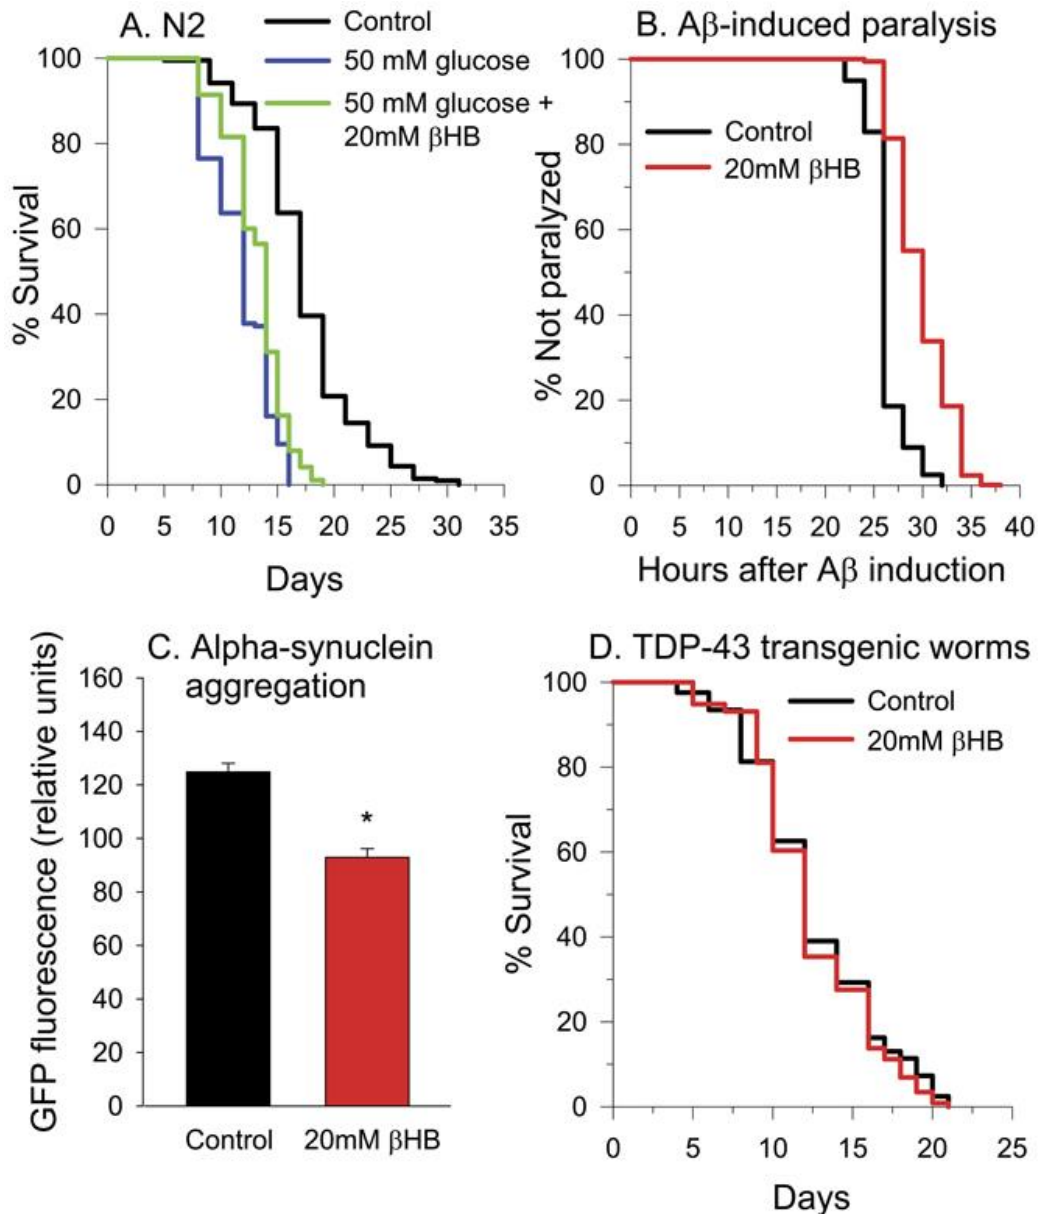 A. N2
Control
50 mM glucose
50 mM glucose +
20mM βHB
100
80
60
40
20
0
% Survival
0 5 10 15 20 25 30 35
Days
B. Aβ-induced paralysis
Control
20mM βHB
100
80
60
40
20
0
% Not paralyzed
0 5 10 15 20 25 30 35 40
Hours after Aβ induction
C. Alpha-synuclein
aggregation
160
140
120
100
80
60
40
20
0
GFP fluorescence (relative units)
*
Control 20mM βHB
D. TDP-43 transgenic worms
Control
20mM βHB
100
80
60
40
20
0
% Survival
0 5 10 15 20 25
Days